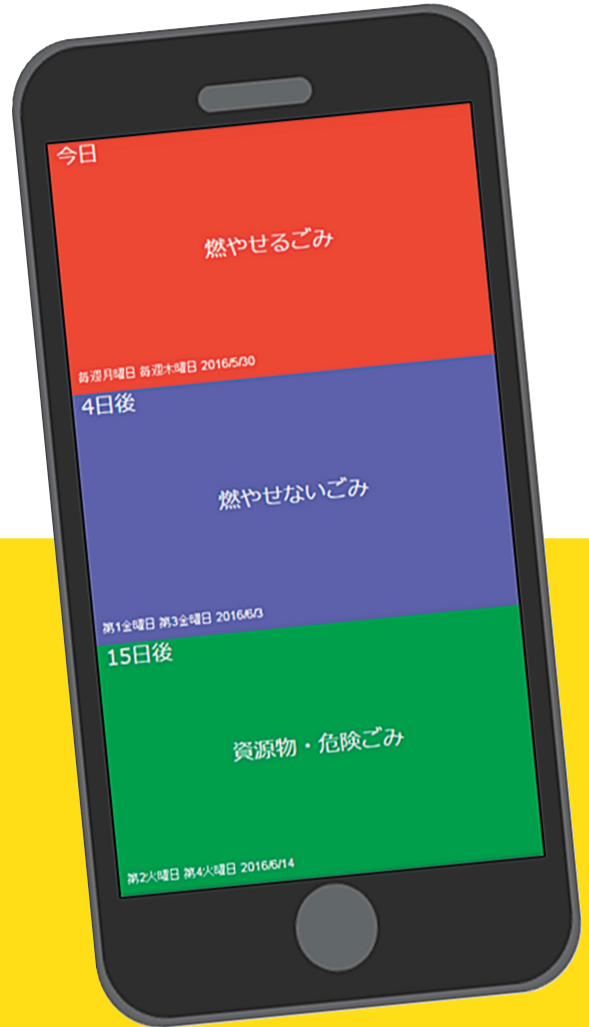 今日
燃やせるごみ
毎週月曜日 毎週木曜日 2016/5/30
4日後
燃やせないごみ
第1金曜日 第3金曜日 2016/6/3
15日後
資源物・危険ごみ
第2火曜日 第4火曜日 2016/6/14